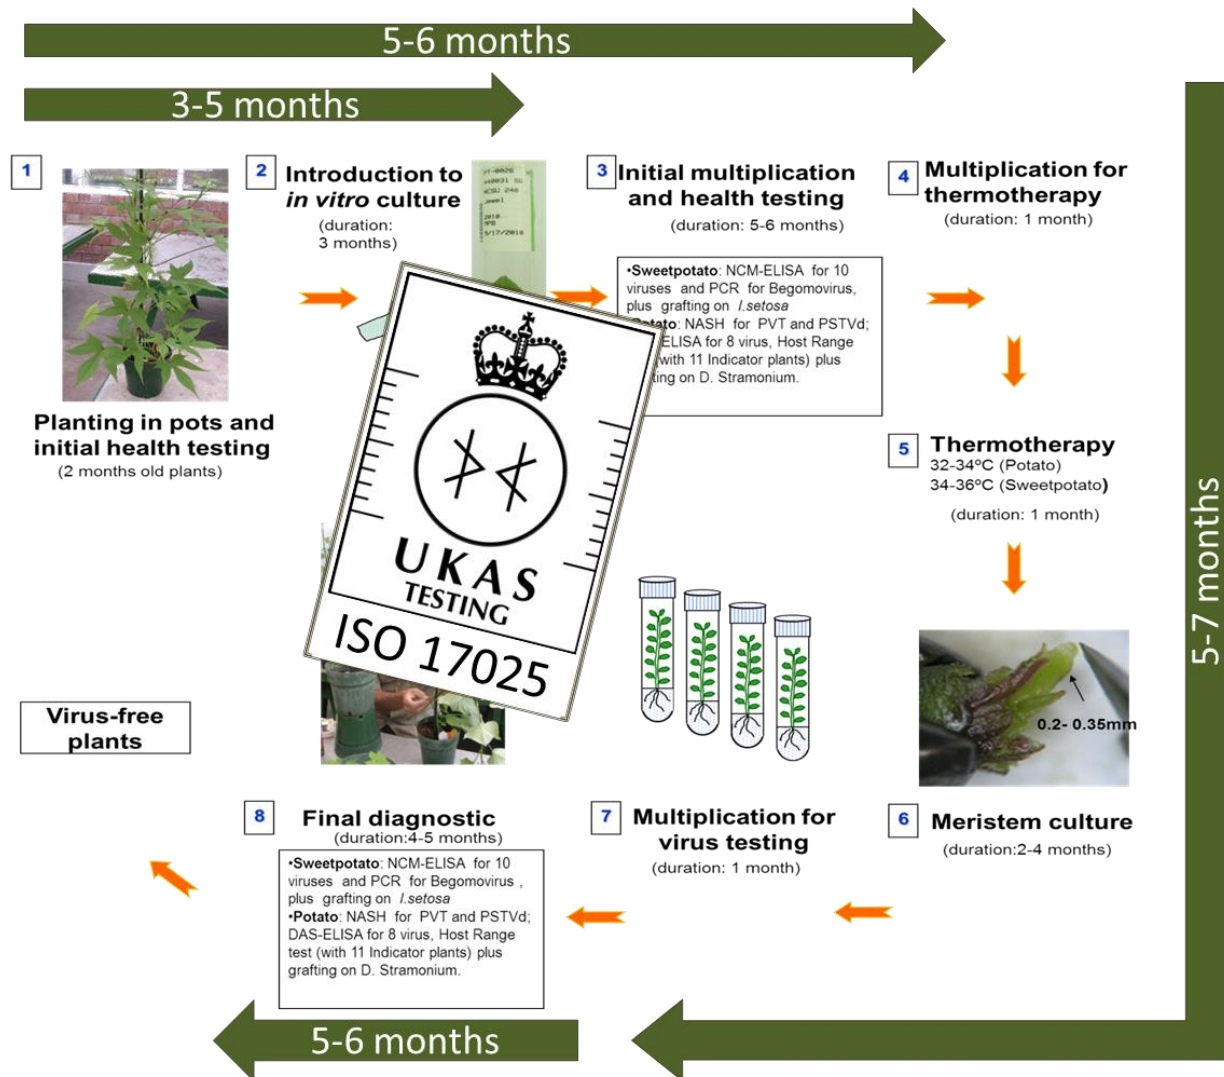 5-6 months
3-5 months
1
Planting in pots and
initial health testing
(2 months old plants)
2
Introduction to
in vitro culture
(duration:
3 months)
2010
3
Initial multiplication
and health testing
(duration: 5-6 months)
•Sweetpotato: NCM-ELISA for 10
viruses and PCR for Begomovirus,
plus grafting on I.setosa
: NASH for PVT and PSTVd;
ELISA for 8 virus, Host Range
(with 11 Indicator plants) plus
on D. Stramonium.
4
Multiplication for
thermotherapy
(duration: 1 month)
5
Thermotherapy
32-34ºC (Potato)
34-36ºC (Sweetpotato)
(duration: 1 month)
5-7 months
UKAS
TESTING
ISO 17025
0.2- 0.35mm
6
Meristem culture
(duration:2-4 months)
7
Multiplication for
virus testing
(duration: 1 month)
8
Final diagnostic
(duration:4-5 months)
•Sweetpotato: NCM-ELISA for 10
viruses and PCR for Begomovirus ,
plus grafting on I.setosa
•Potato: NASH for PVT and PSTVd;
DAS-ELISA for 8 virus, Host Range
test (with 11 Indicator plants) plus
grafting on D. Stramonium.
Virus-free
plants
5-6 months